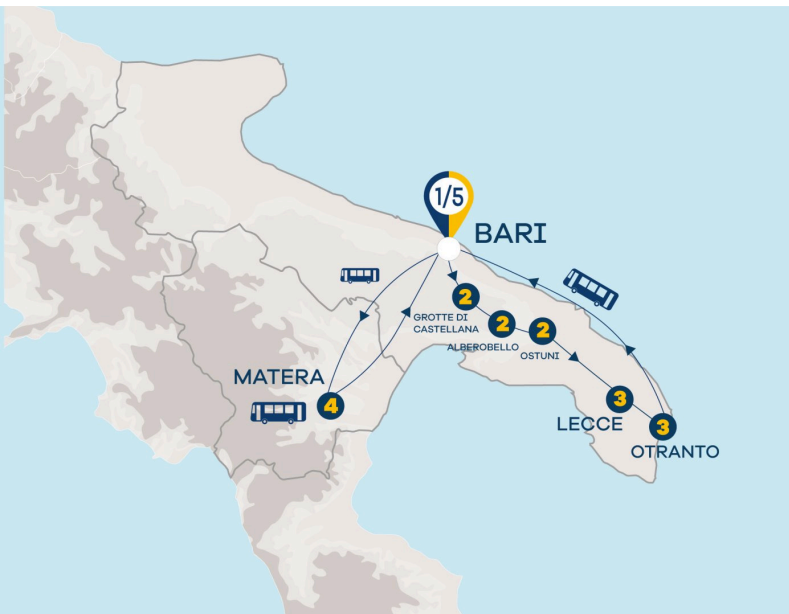 1/5
BARI
2
GROTTE DI
CASTELLANA
2
ALBEROBELLO
2
OSTUNI
MATERA
4
3
LECCE
3
OTRANTO